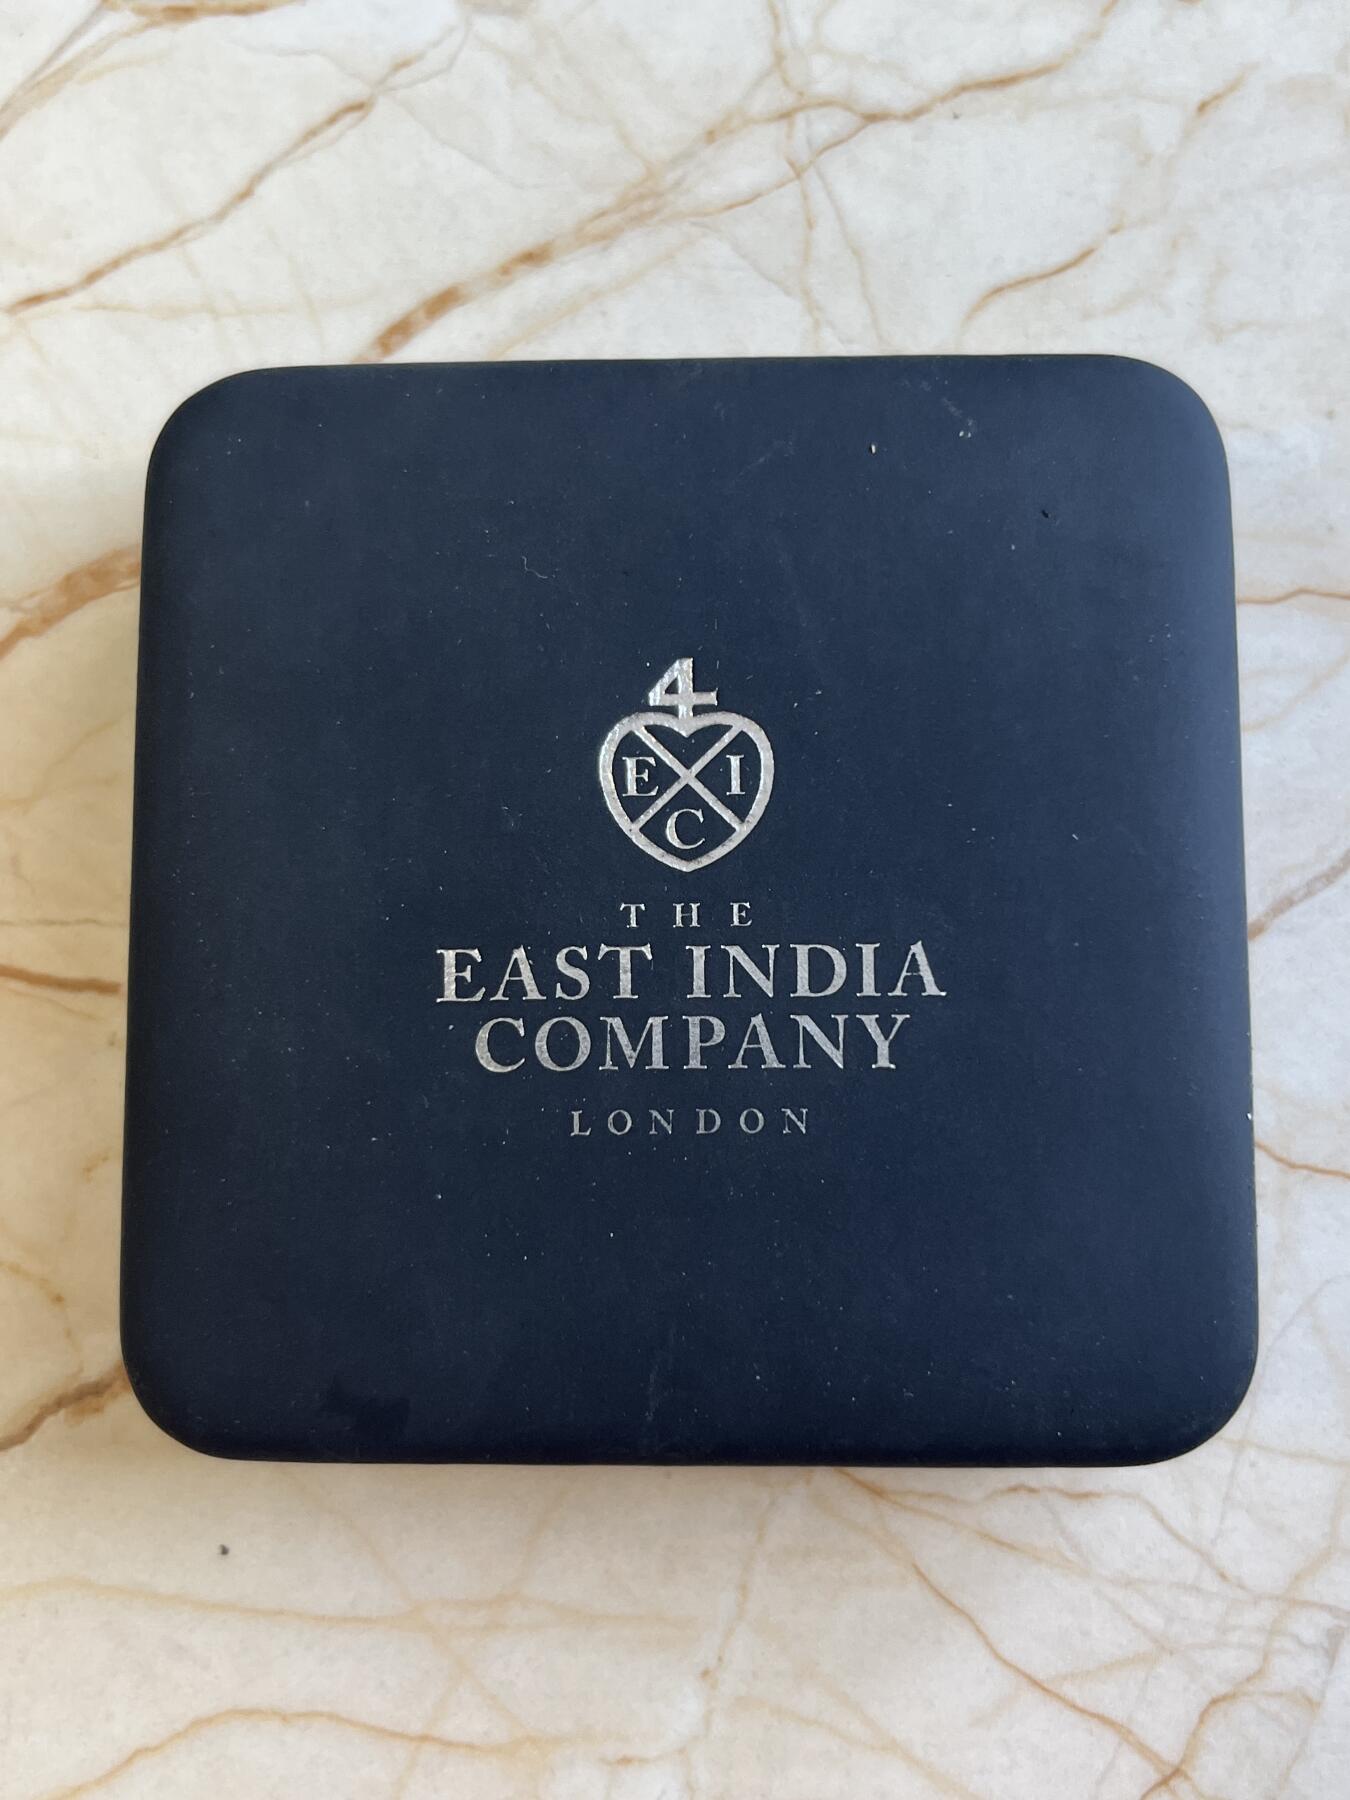 4
E I
C
THE
EAST INDIA
COMPANY
LONDON